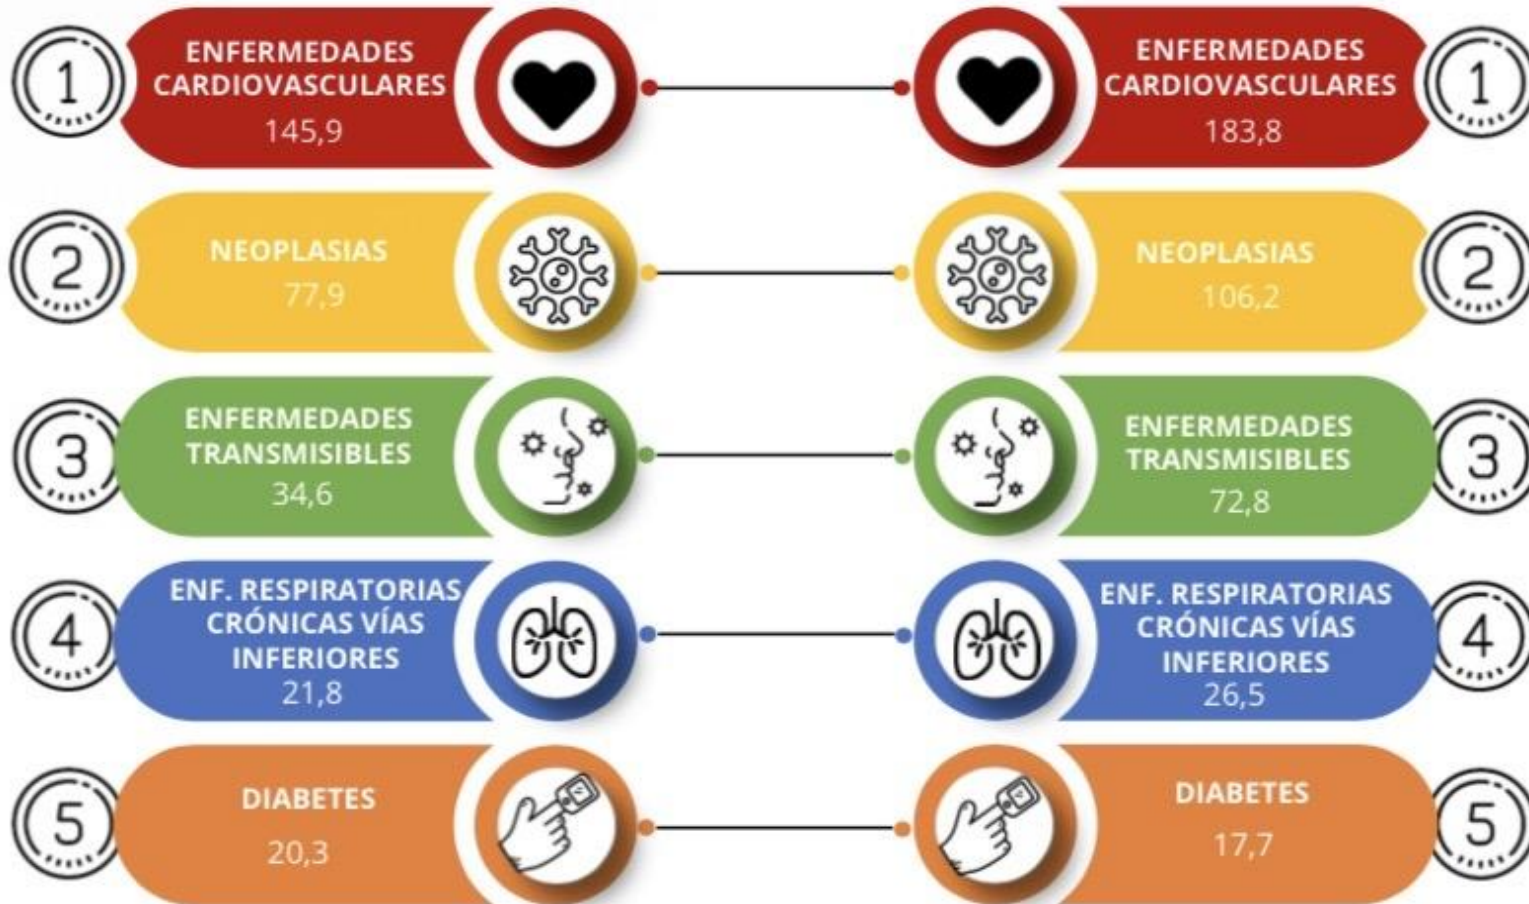 1
ENFERMEDADES
CARDIOVASCULARES
145,9
ENFERMEDADES
CARDIOVASCULARES
183,8
1
2
NEOPLASIAS
77,9
NEOPLASIAS
106,2
2
3
ENFERMEDADES
TRANSMISIBLES
34,6
ENFERMEDADES
TRANSMISIBLES
72,8
3
4
ENF. RESPIRATORIAS
CRÓNICAS VÍAS
INFERIORES
21,8
ENF. RESPIRATORIAS
CRÓNICAS VÍAS
INFERIORES
26,5
4
5
DIABETES
20,3
DIABETES
17,7
5